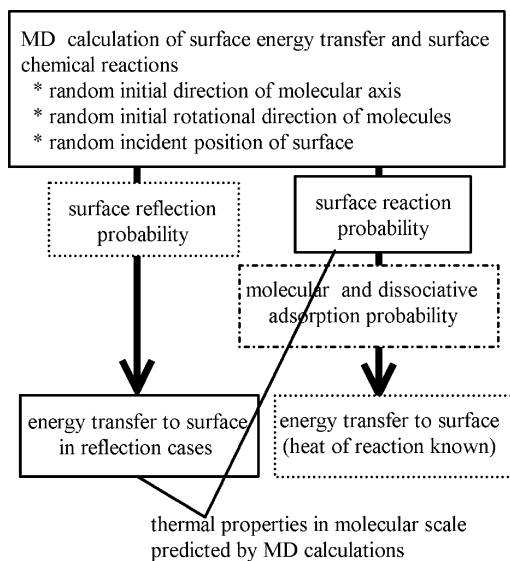 MD calculation of surface energy transfer and surface
chemical reactions
* random initial direction of molecular axis
* random initial rotational direction of molecules
* random incident position of surface
surface reflection
probability
surface reaction
probability
molecular and dissociative
adsorption probability
energy transfer to surface
in reflection cases
energy transfer to surface
(heat of reaction known)
thermal properties in molecular scale
predicted by MD calculations